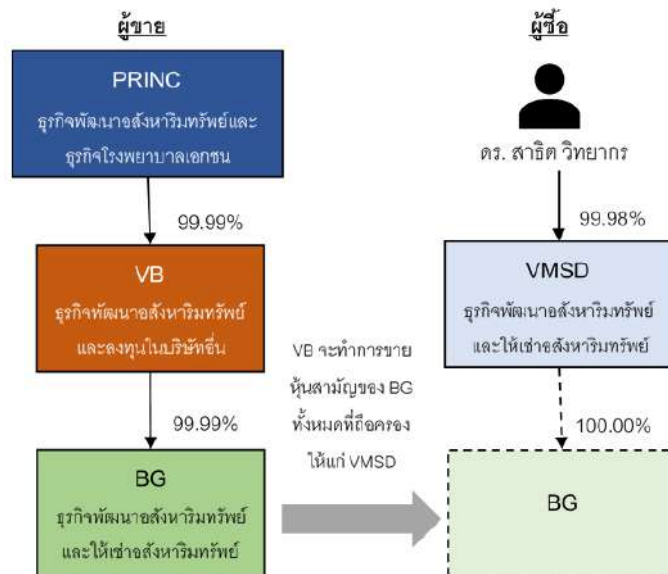 ผู้ขาย
PRINC
ธุรกิจพัฒนาอสังหาริมทรัพย์และ
ธุรกิจโรงพยาบาลเอกชน
99.99%
VB
ธุรกิจพัฒนาอสังหาริมทรัพย์
และลงทุนในบริษัทอื่น
99.99%
BG
ธุรกิจพัฒนาอสังหาริมทรัพย์
และให้เช่าอสังหาริมทรัพย์
VB จะทำการขาย
หุ้นสามัญของ BG
ทั้งหมดที่ถือครอง
ให้แก่ VMSD
ผู้ซื้อ
ดร. สาธิต วิทยากร
99.98%
VMSD
ธุรกิจพัฒนาอสังหาริมทรัพย์
และให้เช่าอสังหาริมทรัพย์
100.00%
BG